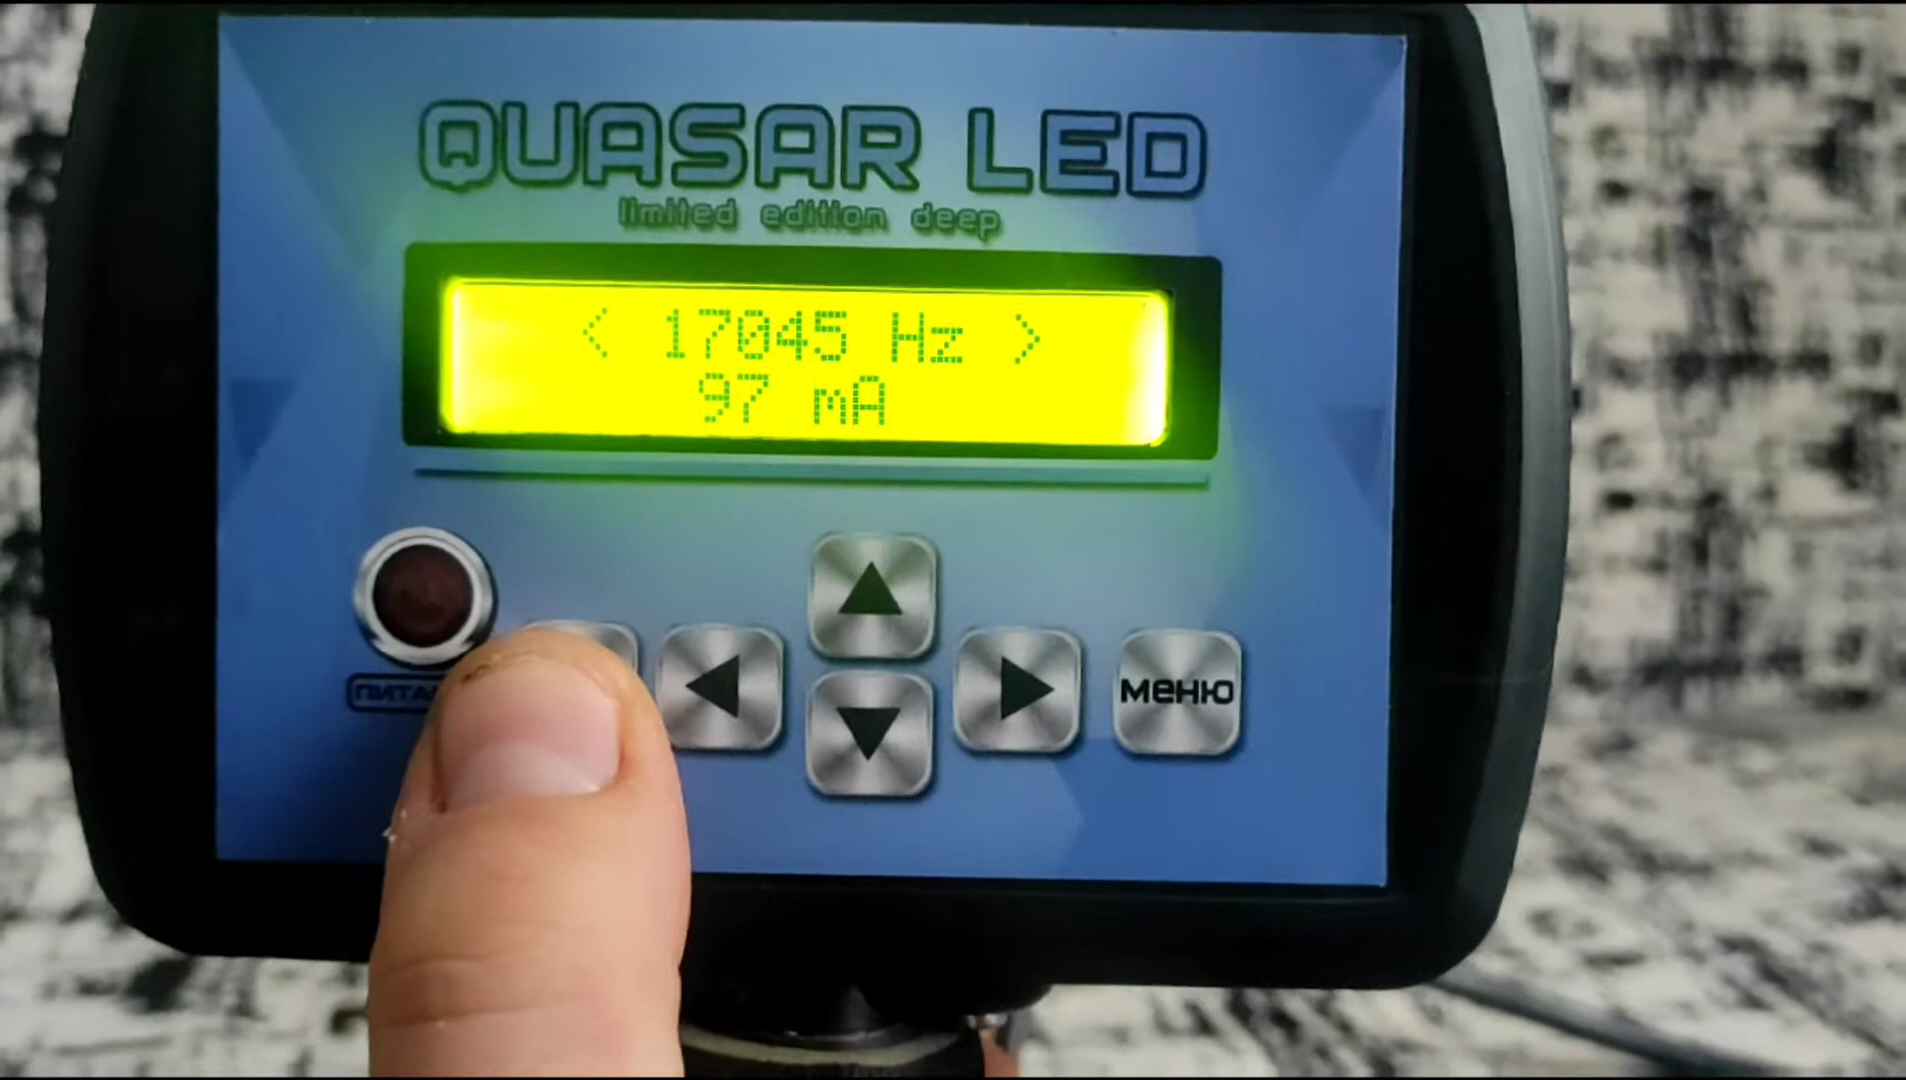 QUASAR LED
limited edition deep
< 17045 Hz >
97 mA
меню